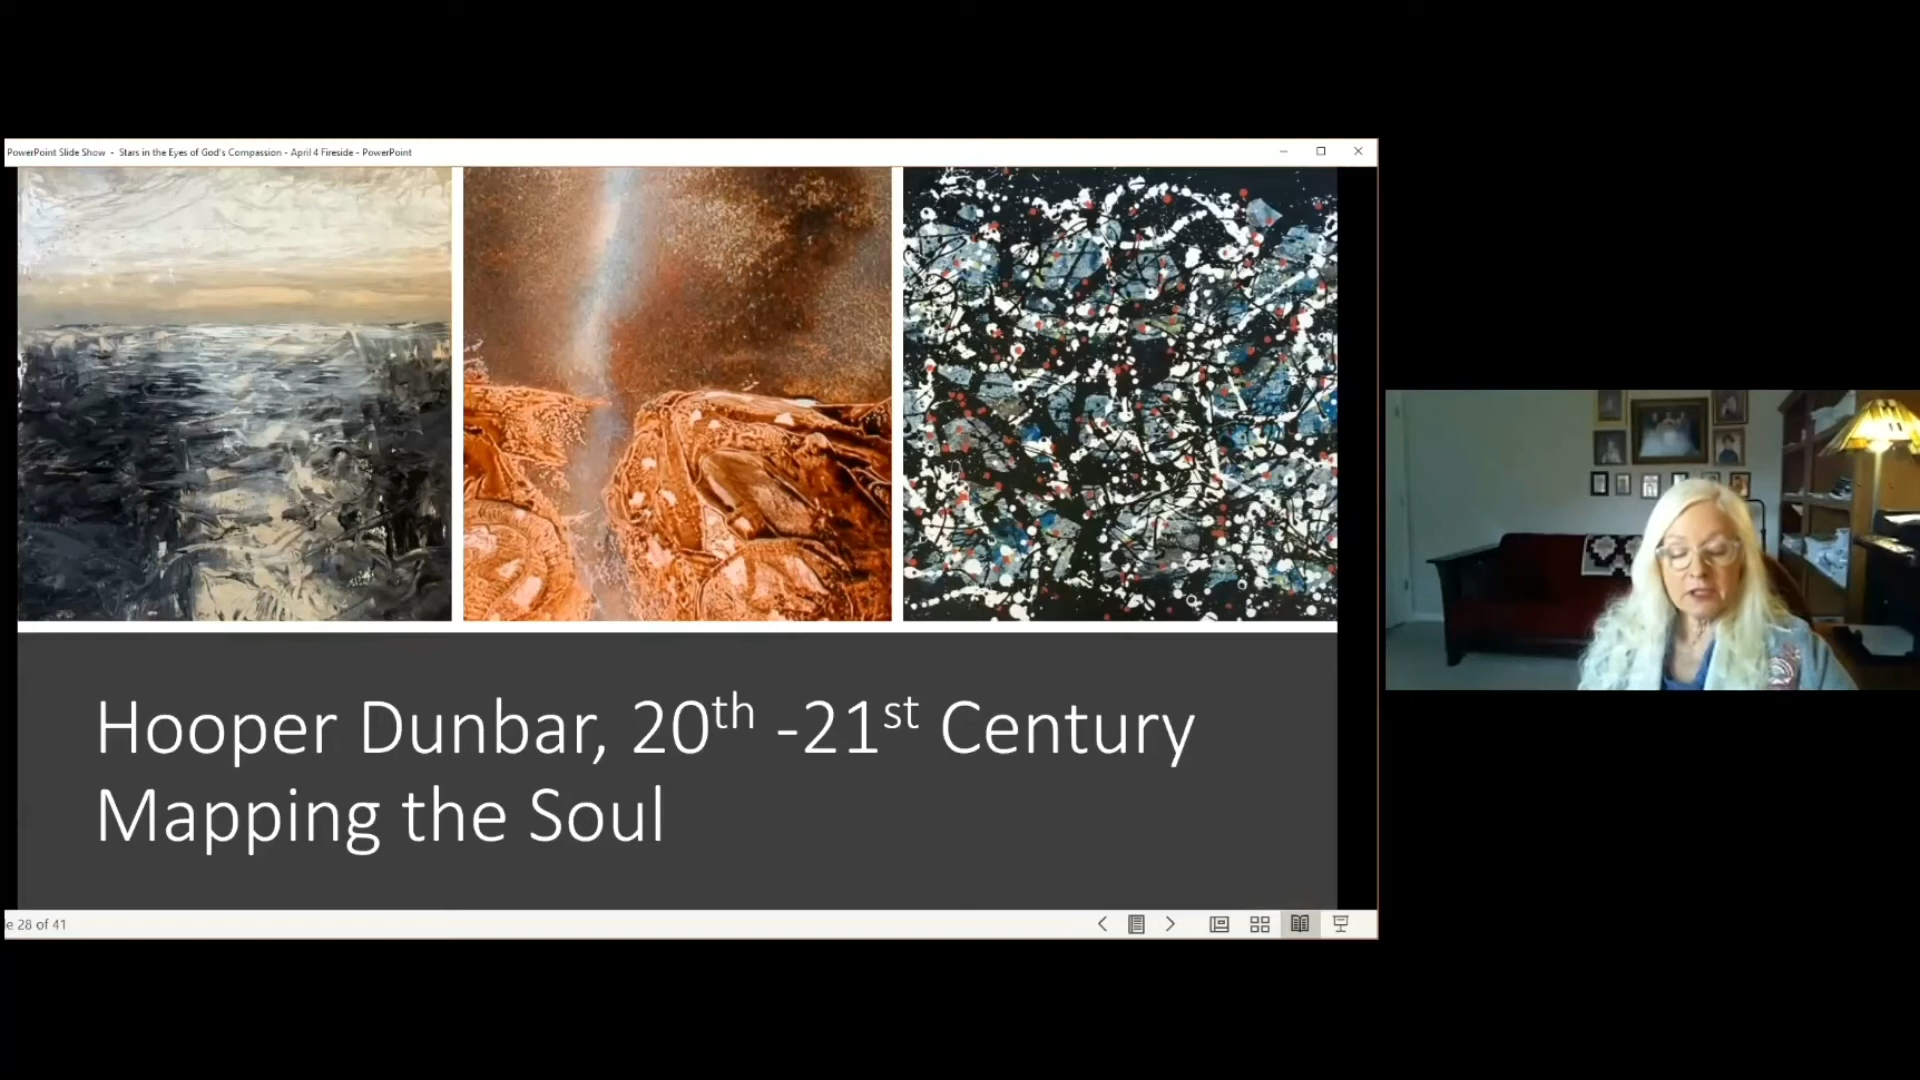 PowerPoint Slide Show - Stars in the Eyes of God's Compassion - April 4 Fireside - PowerPoint
Hooper Dunbar, 20th -21st Century
Mapping the Soul
e 28 of 41